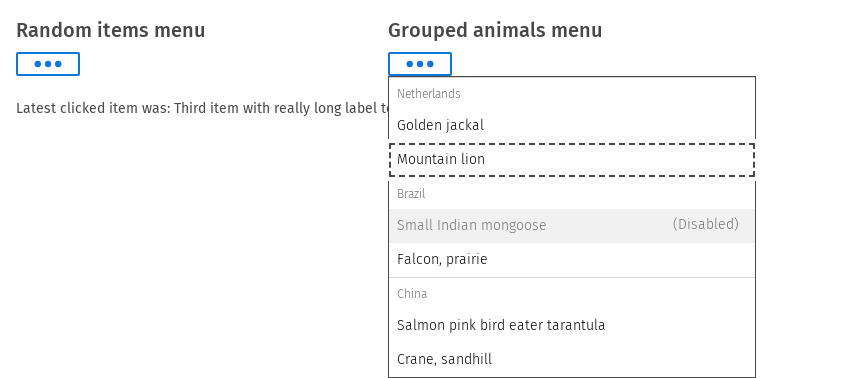 Random items menu
Grouped animals menu
Latest clicked item was: Third item with really long label
Netherlands
Golden jackal
Mountain lion
Brazil
Small Indian mongoose (Disabled)
Falcon, prairie
China
Salmon pink bird eater tarantula
Crane, sandhill